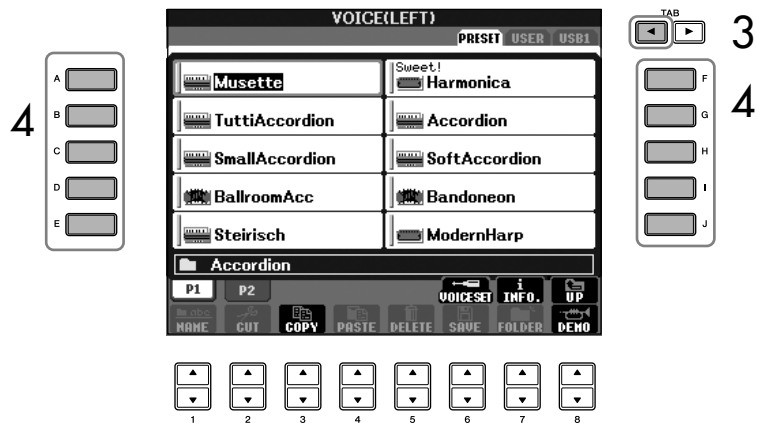 VOICE(LEFT)
TAB
PRESET USER USB1
3
Sweet!
A Musette Harmonica F
4 B TuttiAccordion Accordion G 4
C SmallAccordion SoftAccordion H
D BallroomAcc Bandoneon I
E Steirisch ModernHarp J
Accordion
P1 P2 VOICESET i INFO. UP
abc
NAME CUT COPY PASTE DELETE SAVE FOLDER DEMO
1 2 3 4 5 6 7 8